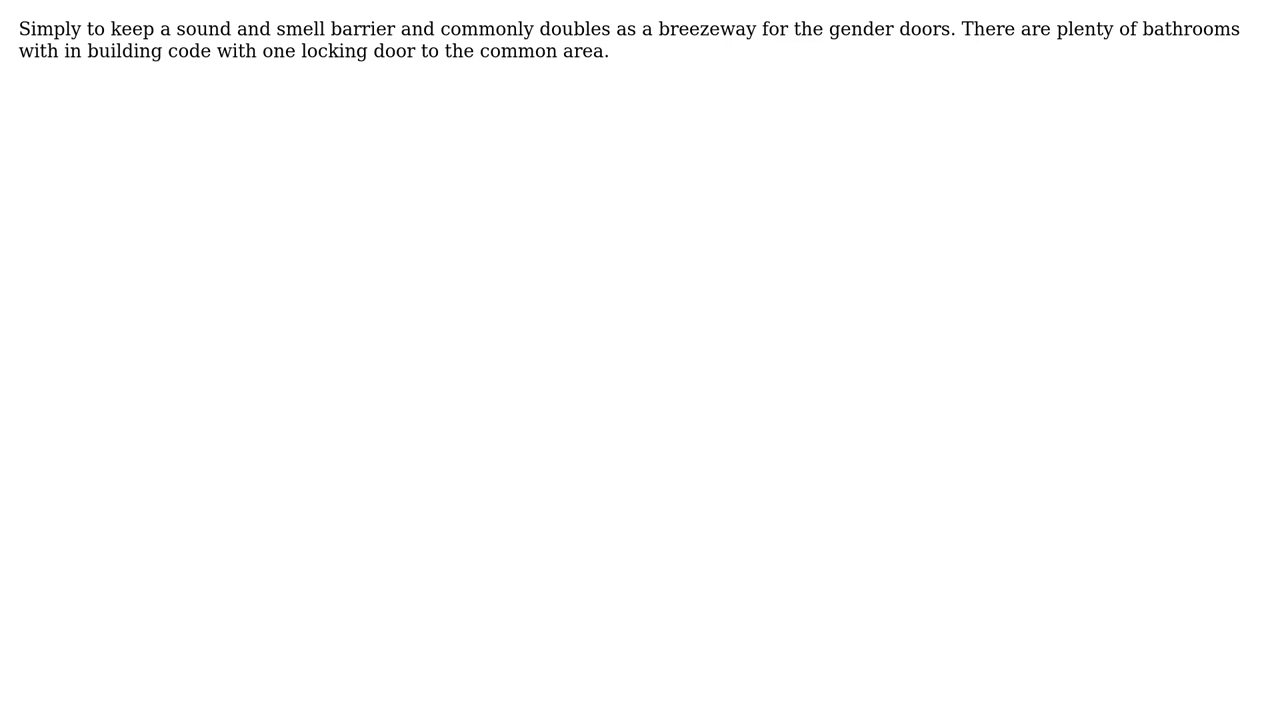 Simply to keep a sound and smell barrier and commonly doubles as a breezeway for the gender doors. There are plenty of bathrooms
with in building code with one locking door to the common area.